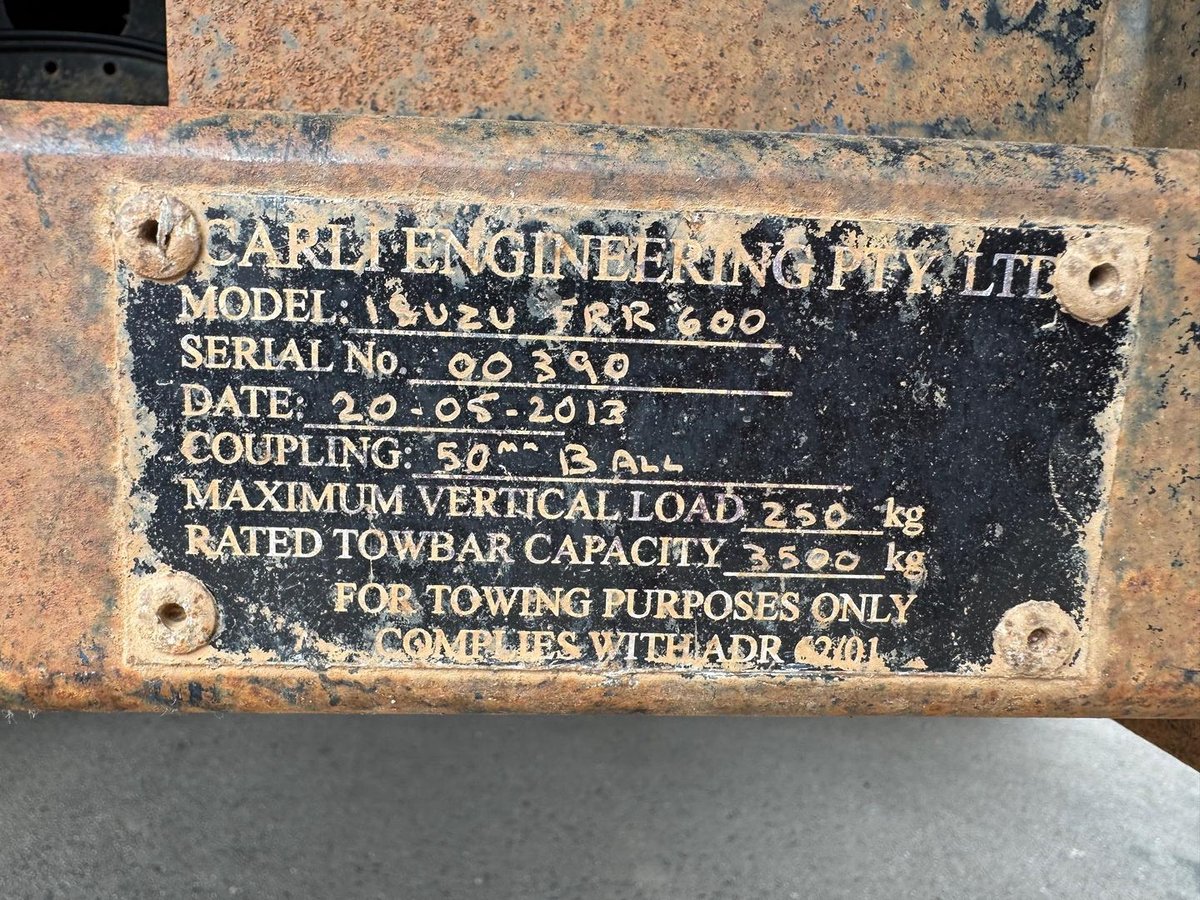 CARLI ENGINEERING PTY. LTD
MODEL: ISUZU FRR 600
SERIAL No. 00390
DATE: 20-05-2013
COUPLING: 50mm BALL
MAXIMUM VERTICAL LOAD 250 kg
RATED TOWBAR CAPACITY 3500 kg
FOR TOWING PURPOSES ONLY
COMPLIES WITH ADR 62/01